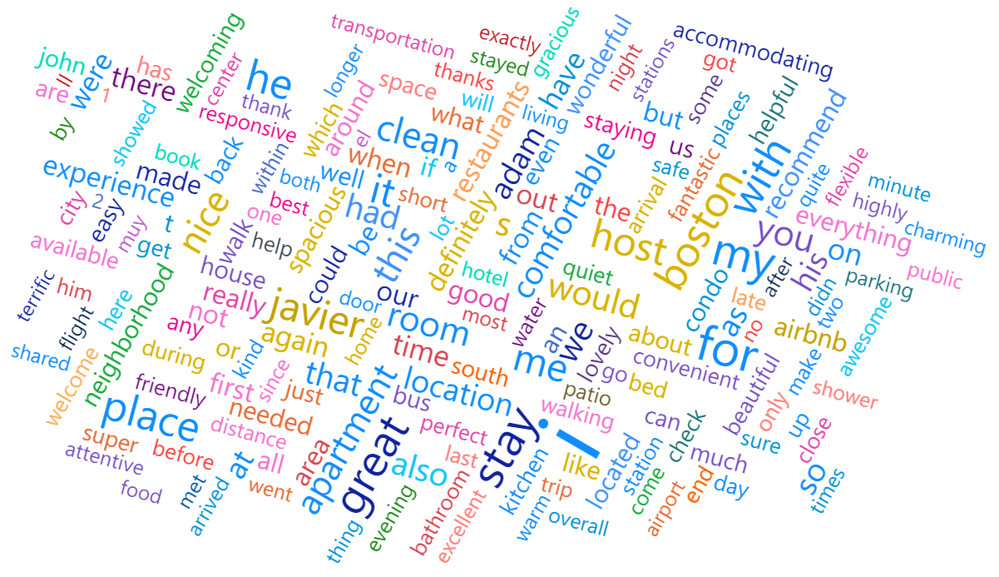 transportation
exactly
gracious
wonderful
accommodating
welcoming
john
has
were
there
are
ll
1
center
he
longer
stayed
thanks
space
have
night
stations
got
some
helpful
by
showed
responsive
thank
which
around
el
what
will
restaurants
living
staying
but
places
recommend
book
back
within
clean
when
if
a
adam
even
us
safe
fantastic
with
quite
flexible
minute
experience
made
both
well
it
short
out
comfortable
the
arrival
boston
highly
charming
city
2
easy
muy
t
get
nice
one
best
had
lot
definitely
s
from
host
you
everything
available
walk
help
spacious
be
this
hotel
quiet
my
his
on
after
parking
public
terrific
him
here
neighborhood
house
really
not
could
our
door
good
most
would
condo
late
as
no
didn
two
awesome
flight
any
javier
again
home
room
water
an
we
lovely
about
for
airbnb
shared
welcome
during
or
kind
time
south
me
go
convenient
bed
make
friendly
first
since
just
that
location
patio
beautiful
only
shower
place
needed
apartment
bus
walking
can
check
sure
up
close
super
attentive
before
distance
all
area
great
perfect
stay
.
I
located
station
much
so
food
met
arrived
at
went
also
last
kitchen
like
trip
come
end
day
times
thing
evening
bathroom
excellent
warm
overall
airport